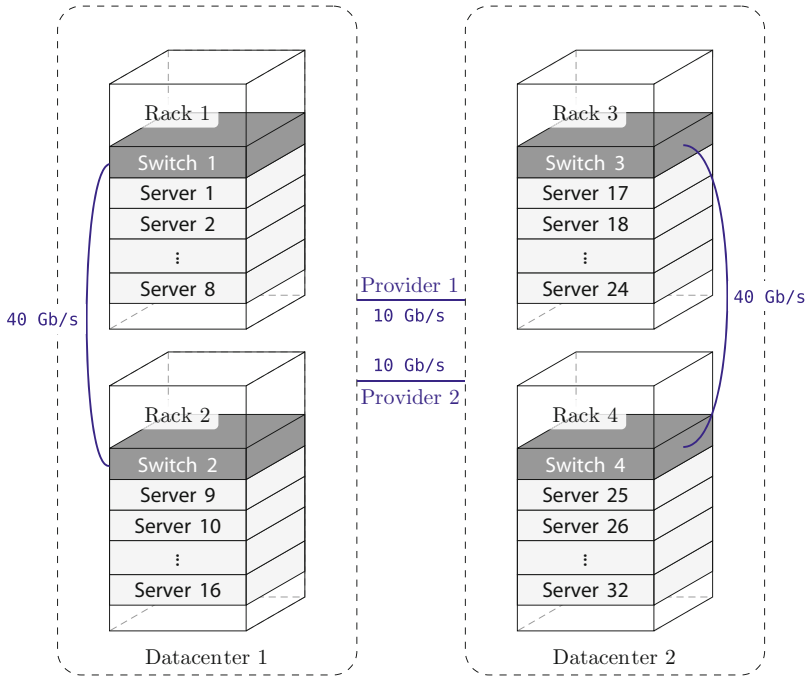 Rack 1
Switch 1
Server 1
Server 2
⋮
Server 8
40 Gb/s
Rack 2
Switch 2
Server 9
Server 10
⋮
Server 16
Datacenter 1
Provider 1
10 Gb/s
10 Gb/s
Provider 2
Rack 3
Switch 3
Server 17
Server 18
⋮
Server 24
40 Gb/s
Rack 4
Switch 4
Server 25
Server 26
⋮
Server 32
Datacenter 2